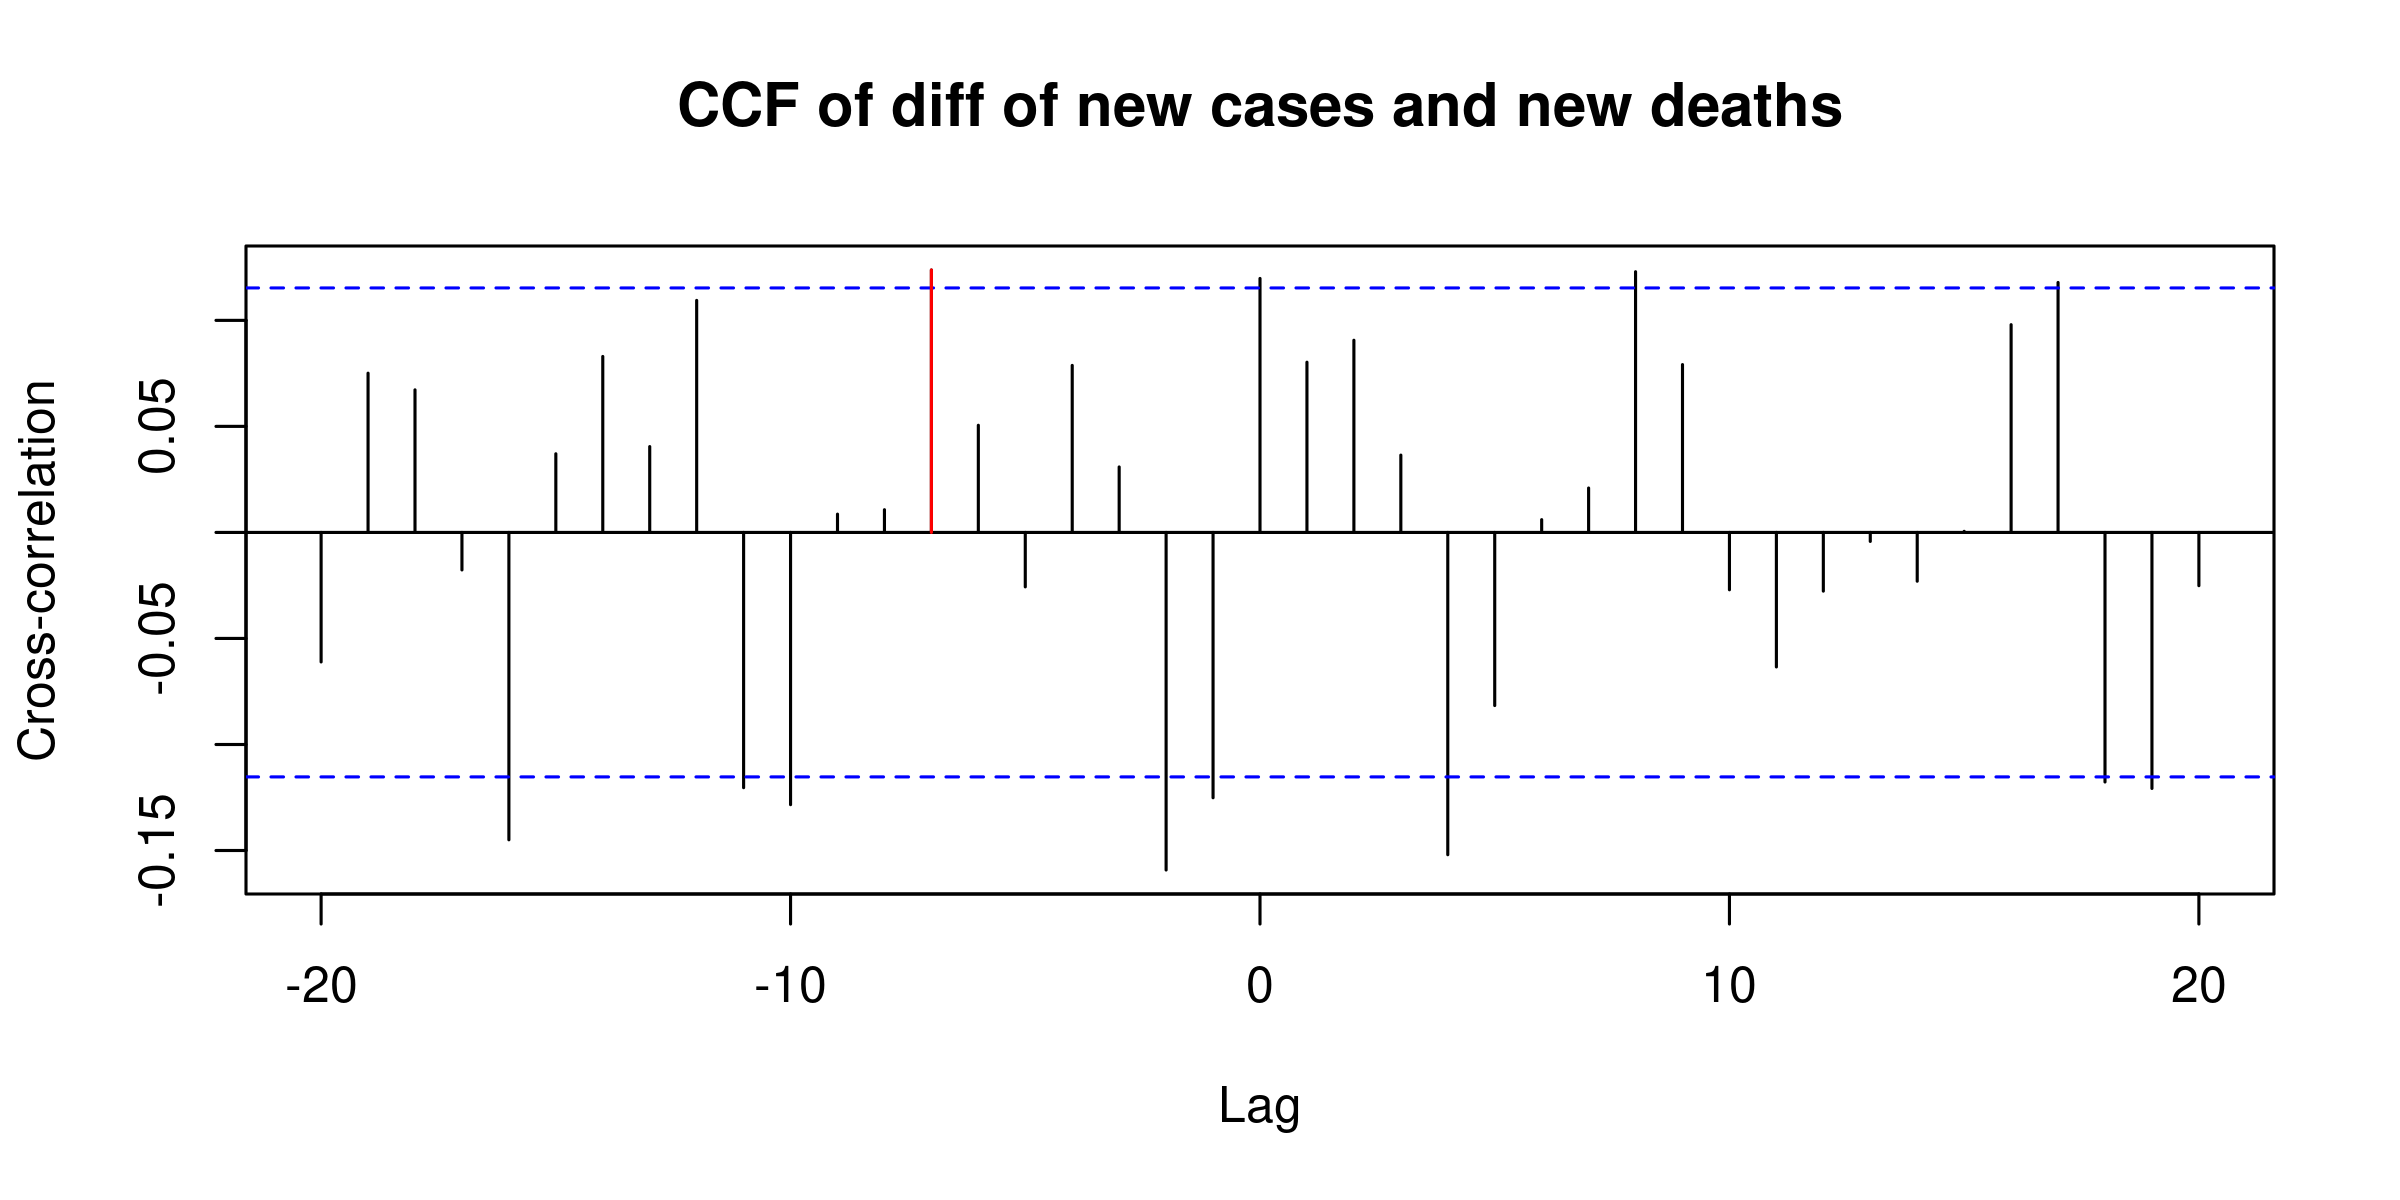 CCF of diff of new cases and new deaths
Cross-correlation
0.05
-0.05
-0.15
-20
-10
0
10
20
Lag